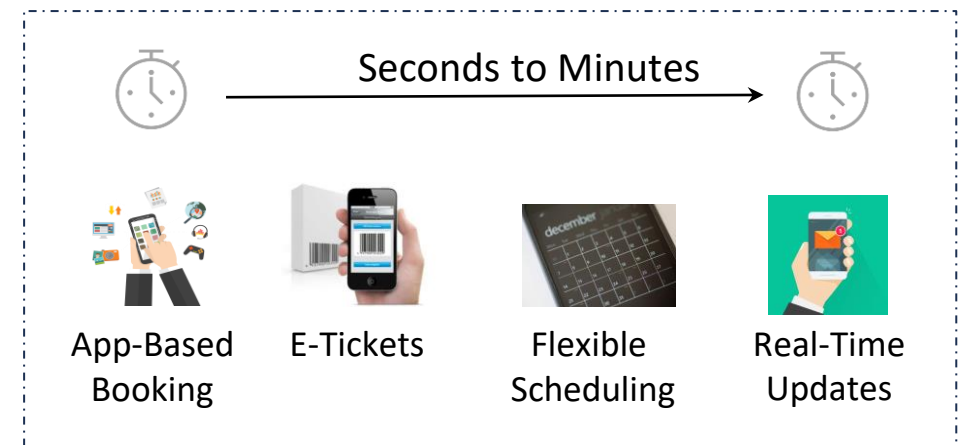 Seconds to Minutes
december
App-Based
Booking
E-Tickets
Flexible
Scheduling
Real-Time
Updates